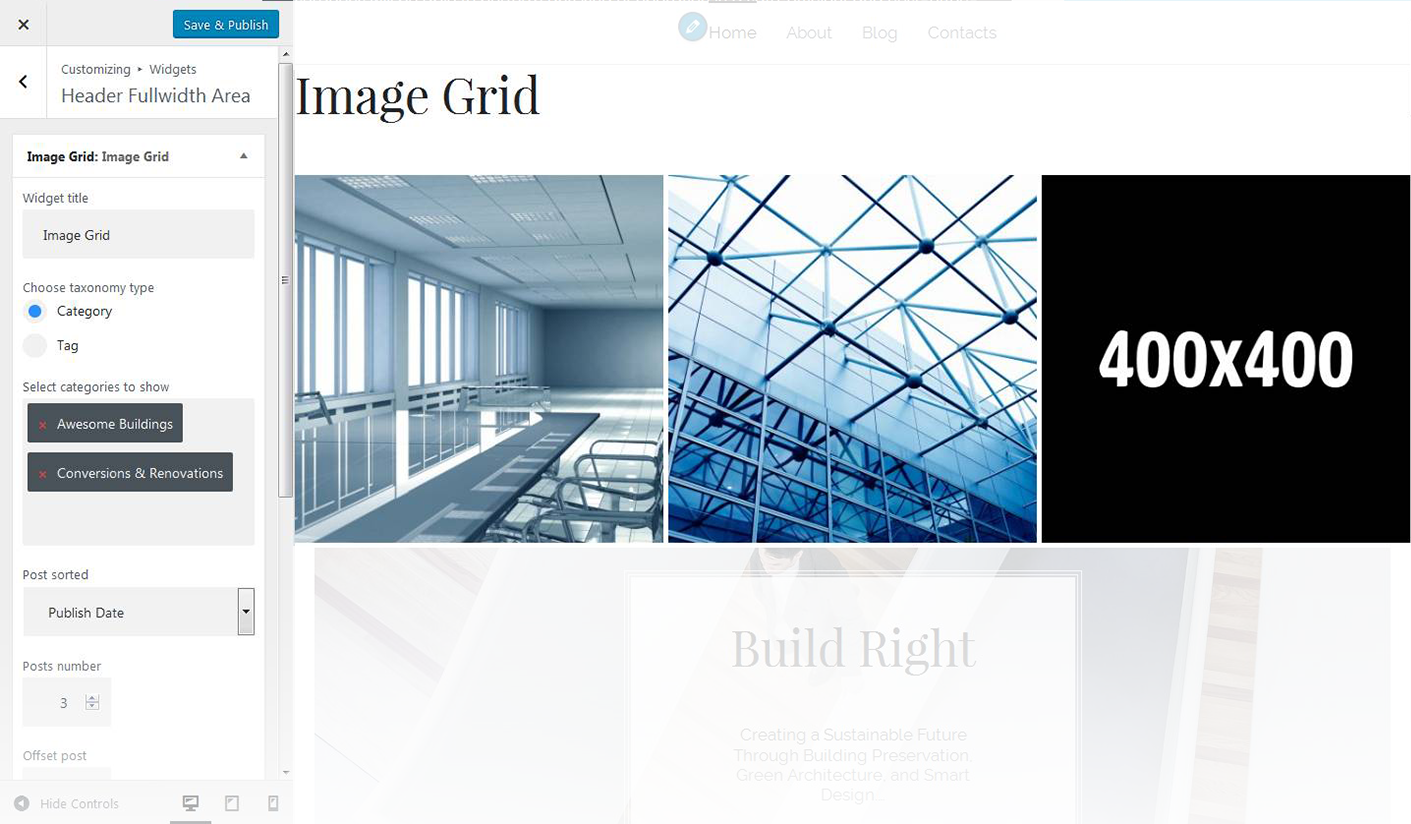 Save & Publish
Customizing ▸ Widgets
Header Fullwidth Area
Image Grid: Image Grid
Widget title
Image Grid
Choose taxonomy type
Category
Tag
Select categories to show
× Awesome Buildings
× Conversions & Renovations
Post sorted
Publish Date
Posts number
3
Offset post
Hide Controls
Home About Blog Contacts
Image Grid
400x400
Build Right
Creating a Sustainable Future
Through Building Preservation,
Green Architecture, and Smart
Design.